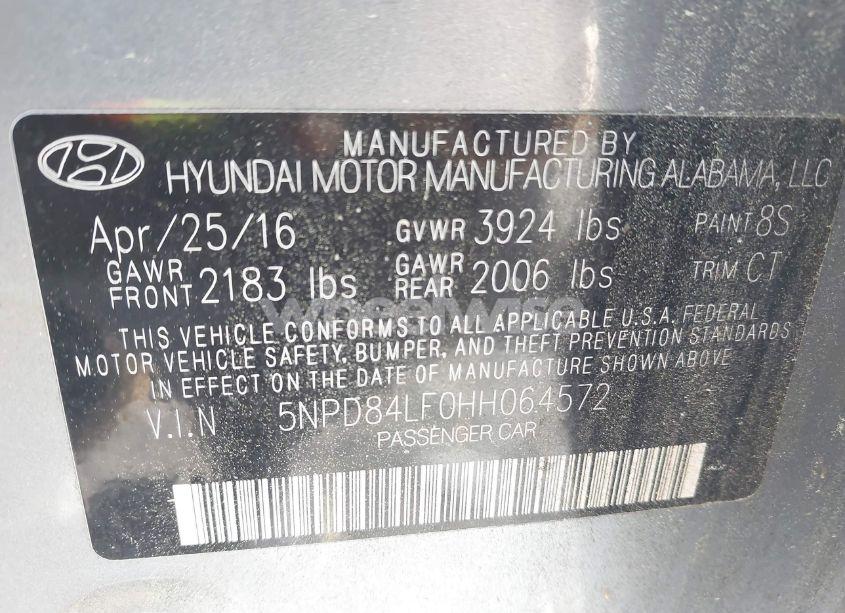 MANUFACTURED BY
HYUNDAI MOTOR MANUFACTURING ALABAMA, LLC
Apr/25/16 GVWR 3924 lbs PAINT 8S
GAWR FRONT 2183 lbs GAWR REAR 2006 lbs TRIM CT
THIS VEHICLE CONFORMS TO ALL APPLICABLE U.S.A. FEDERAL
MOTOR VEHICLE SAFETY, BUMPER, AND THEFT PREVENTION STANDARDS
IN EFFECT ON THE DATE OF MANUFACTURE SHOWN ABOVE
V.I.N 5NPD84LF0HH064572
PASSENGER CAR